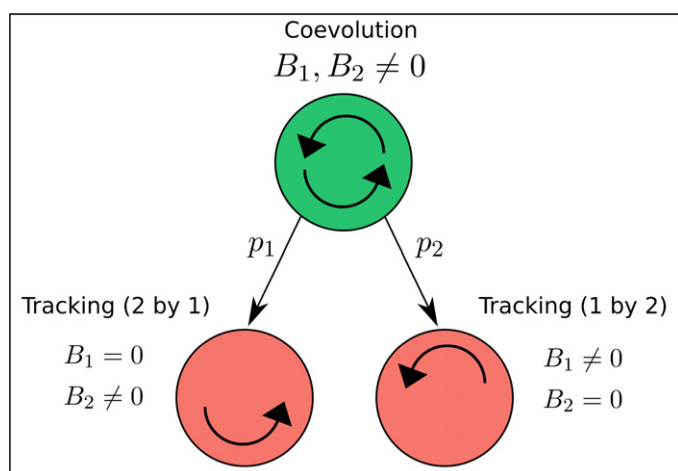 Coevolution
B₁, B₂ ≠ 0
p₁ p₂
Tracking (2 by 1) Tracking (1 by 2)
B₁ = 0 B₁ ≠ 0
B₂ ≠ 0 B₂ = 0